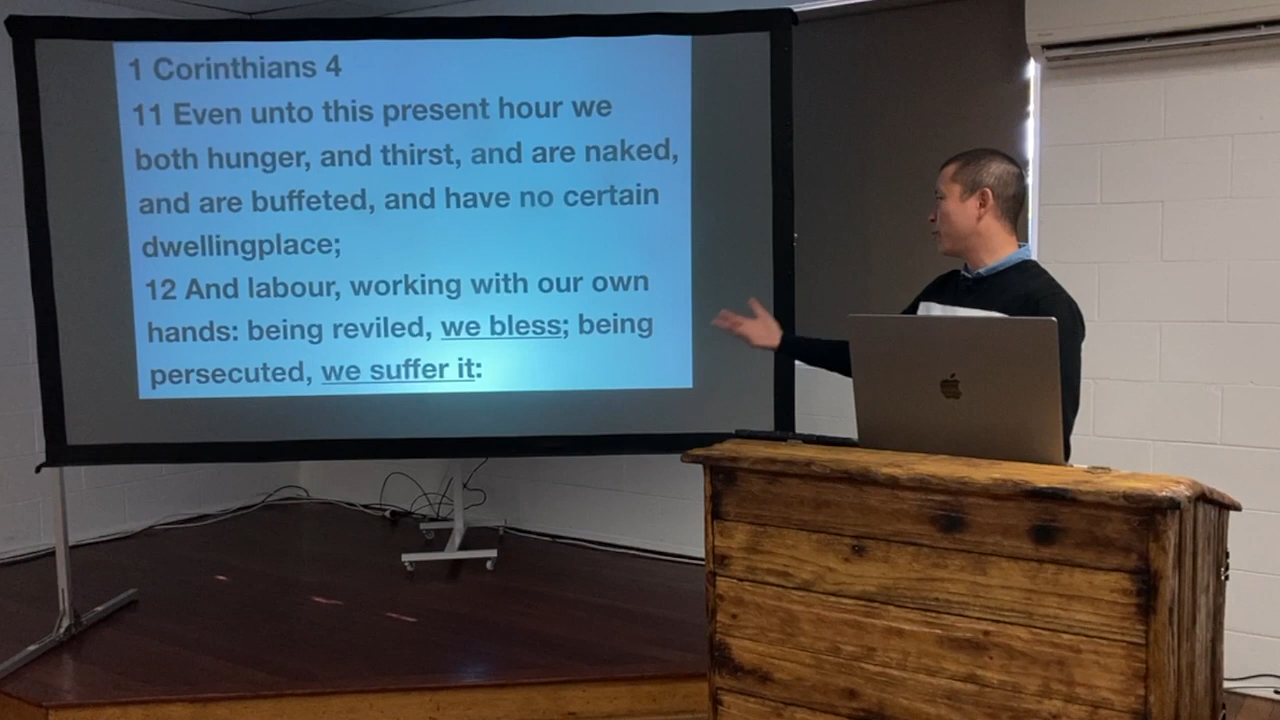 1 Corinthians 4
11 Even unto this present hour we
both hunger, and thirst, and are naked,
and are buffeted, and have no certain
dwellingplace;
12 And labour, working with our own
hands: being reviled, we bless; being
persecuted, we suffer it: